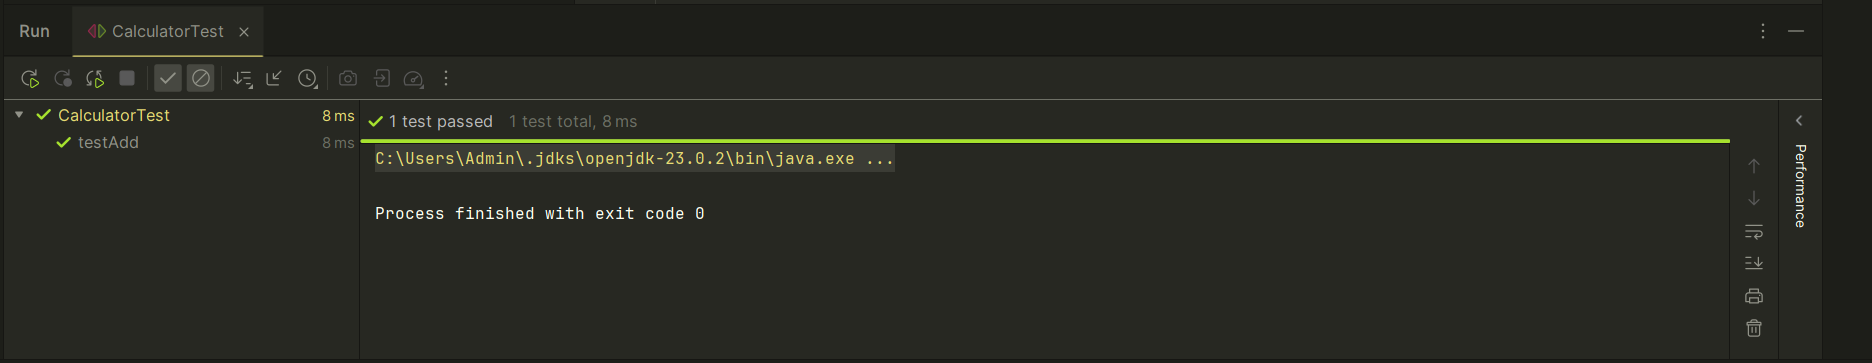 Run CalculatorTest
CalculatorTest 8 ms
testAdd 8 ms
1 test passed 1 test total, 8 ms
C:\Users\Admin\.jdks\openjdk-23.0.2\bin\java.exe ...
Process finished with exit code 0
Performance